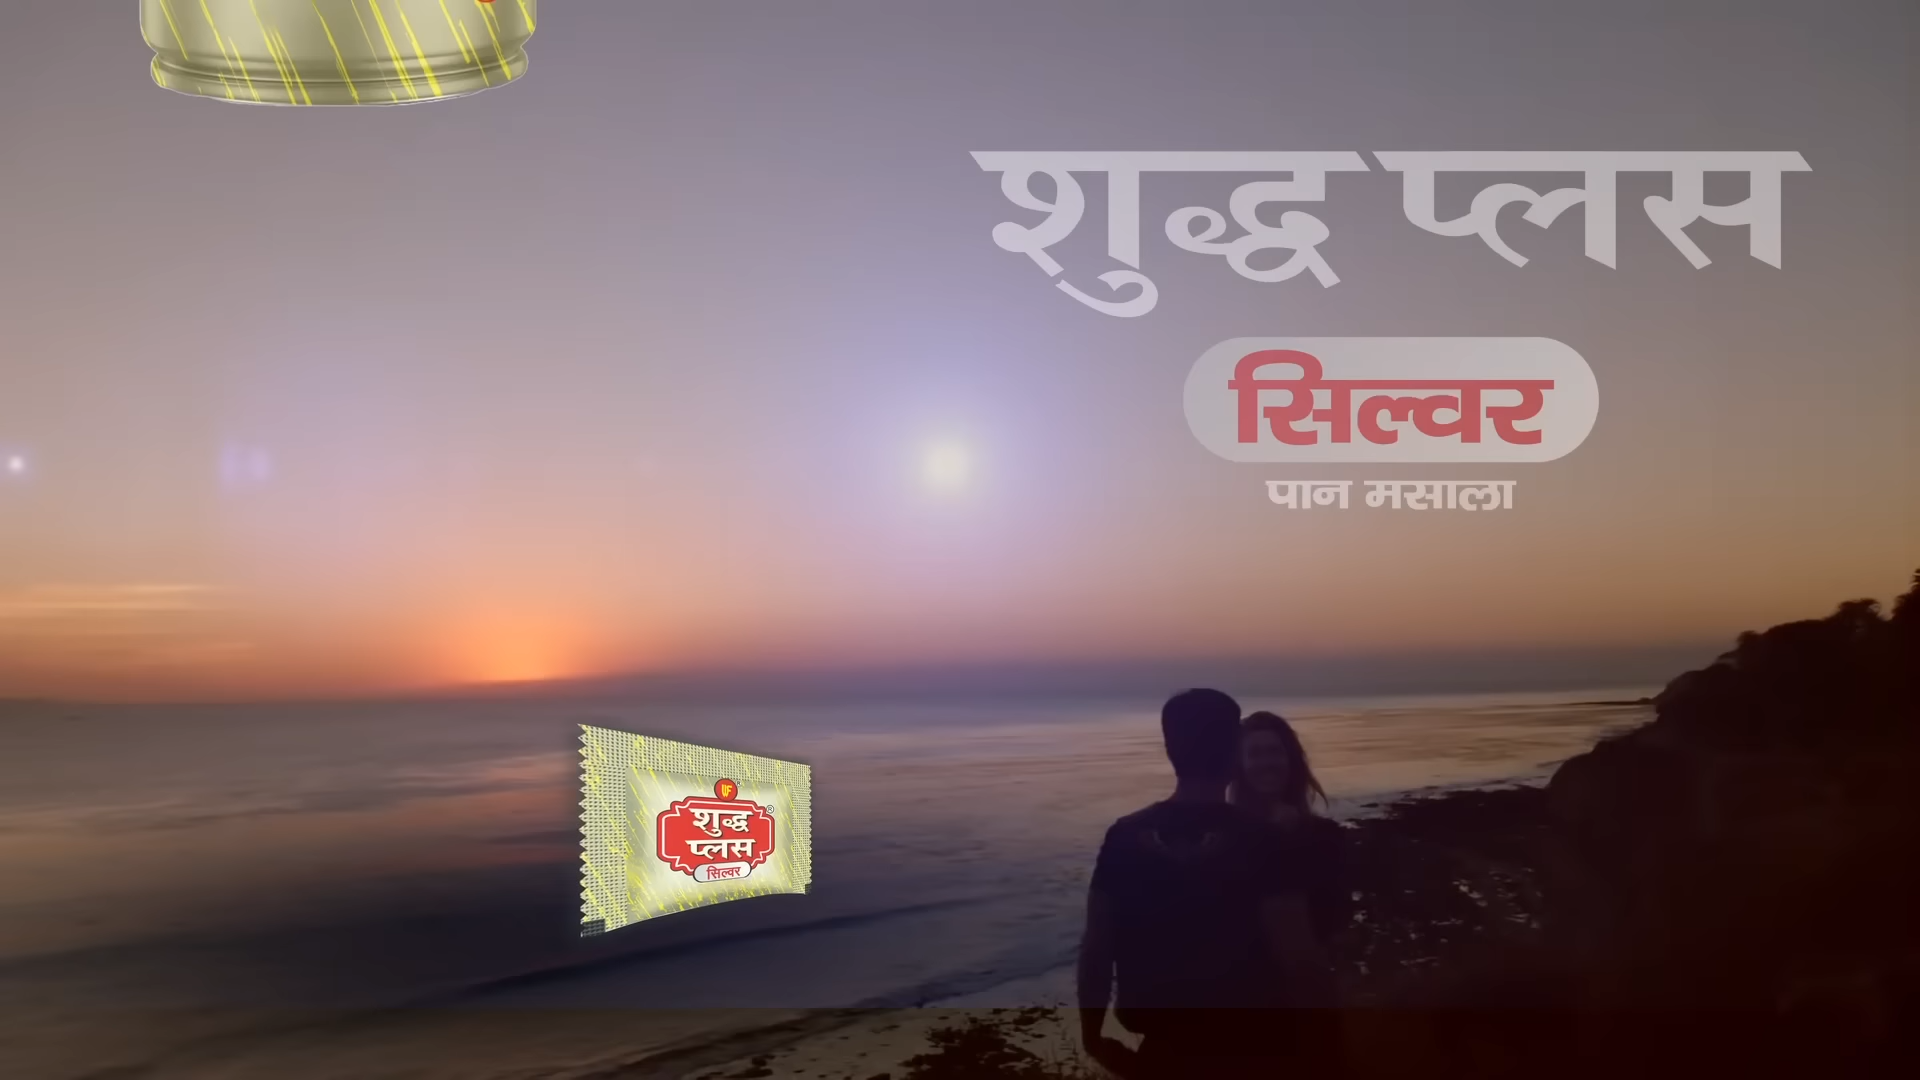 शुद्ध प्लस
सिल्वर
पान मसाला
शुद्ध
प्लस
सिल्वर